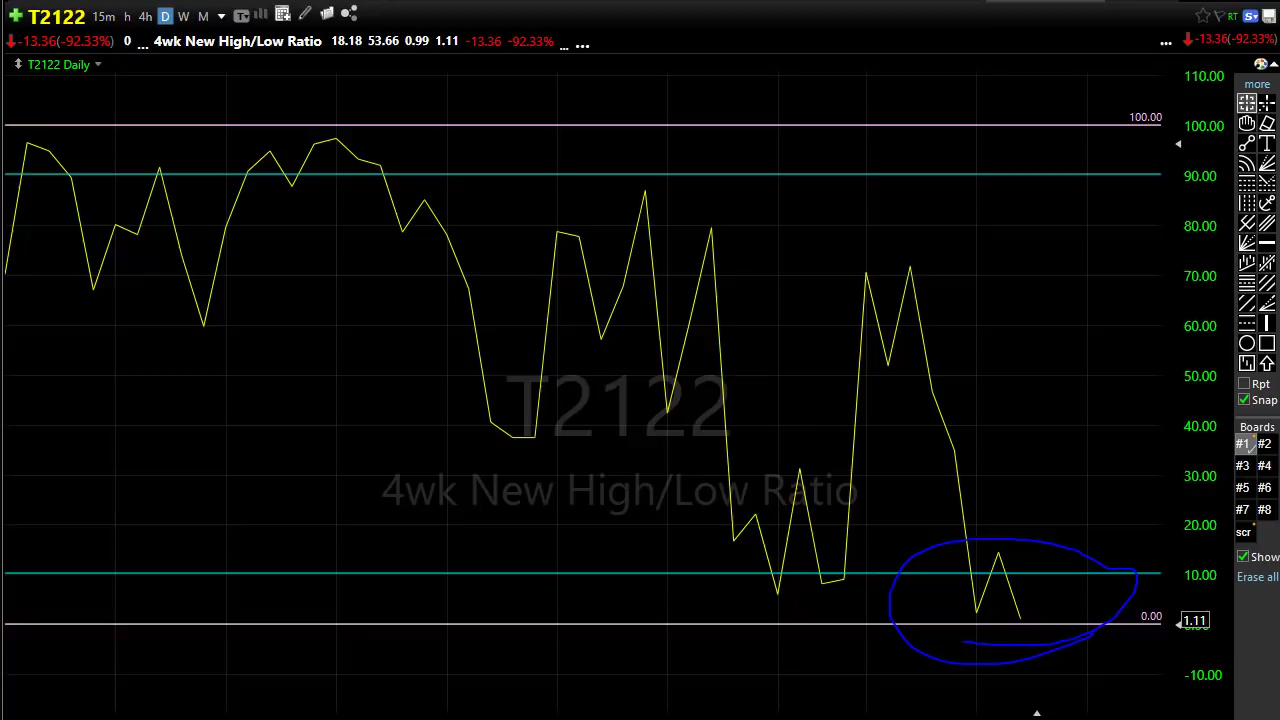 T2122 15m h 4h D W M T RT S
-13.36(-92.33%) 0 ... 4wk New High/Low Ratio 18.18 53.66 0.99 1.11 -13.36 -92.33% ... ... ... -13.36(-92.33%)
T2122 Daily
110.00
more
100.00 100.00
90.00
80.00
70.00
60.00
Rpt
50.00
Snap
T2122
40.00
Boards
#1 #2
#3 #4
4wk New High/Low Ratio
30.00
#5 #6
#7 #8
20.00
scr
Show
10.00
Erase all
0.00
1.11
-10.00